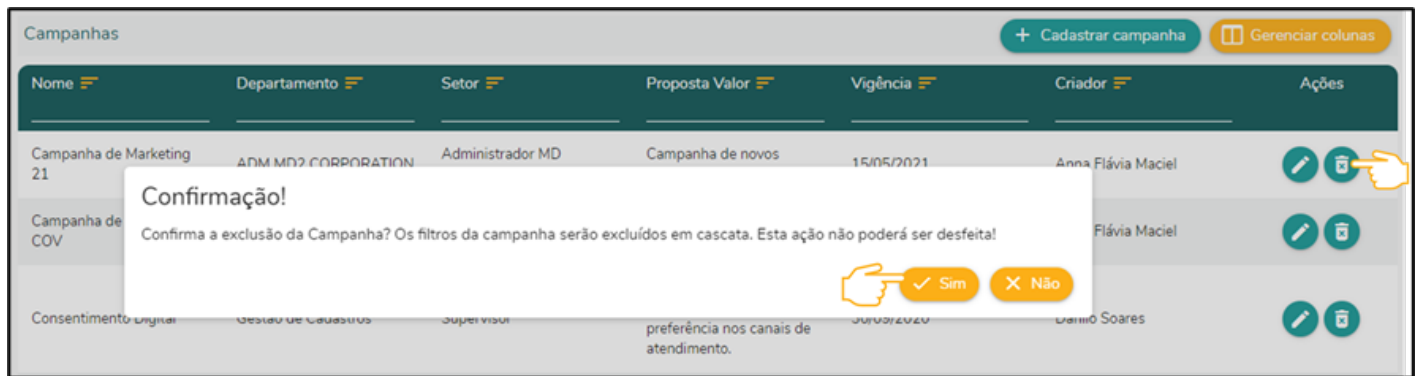 Campanhas
+ Cadastrar campanha
Gerenciar colunas
Nome Departamento Setor Proposta Valor Vigência Criador Ações
Campanha de Marketing
21
ADM MD2 CORPORATION
Administrador MD
Campanha de novos
15/05/2021
Anna Flávia Maciel
Confirmação!
Confirma a exclusão da Campanha? Os filtros da campanha serão excluídos em cascata. Esta ação não poderá ser desfeita!
Sim
Não
Campanha de
COV
Flávia Maciel
Consentimento Digital
Gestão de Cadastros
Supervisor
preferência nos canais de
atendimento.
30/09/2020
Danilo Soares